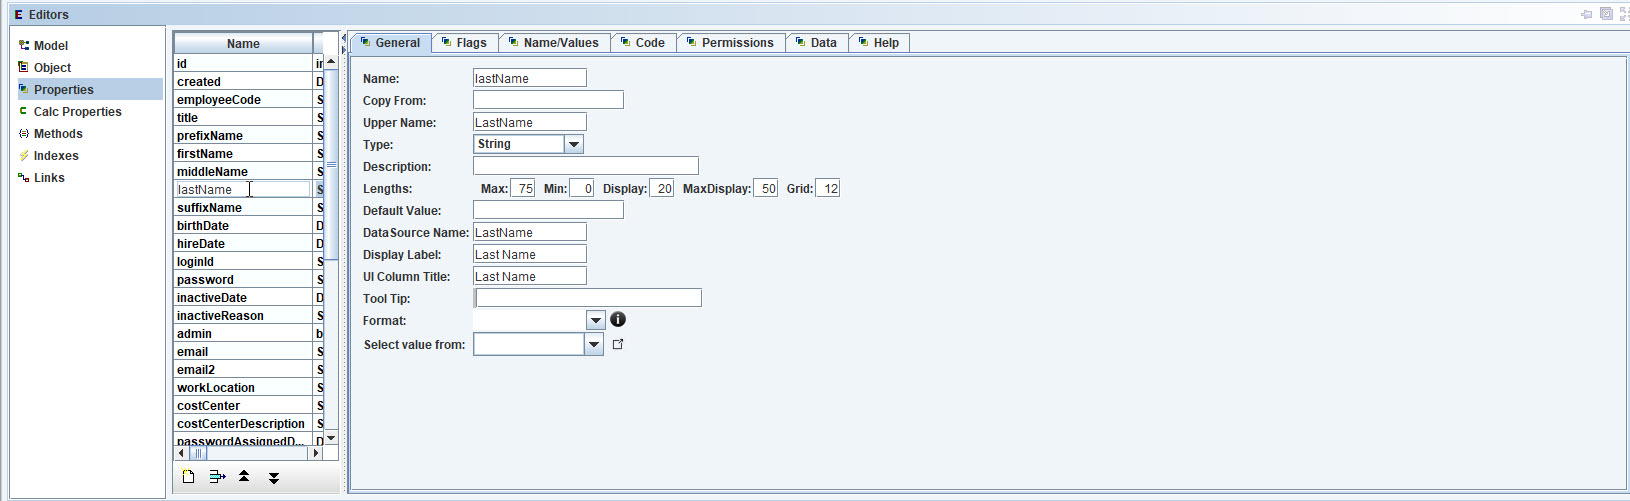 Editors
Model
Object
Properties
Calc Properties
Methods
Indexes
Links
Name
id
created D
employeeCode S
title S
prefixName S
firstName S
middleName S
lastName S
suffixName S
birthDate D
hireDate D
loginId S
password S
inactiveDate D
inactiveReason S
admin b
email S
email2 S
workLocation S
costCenter S
costCenterDescription S
passwordAssignedD... D
General Flags Name/Values Code Permissions Data Help
Name: lastName
Copy From:
Upper Name: LastName
Type: String
Description:
Lengths: Max: 75 Min: 0 Display: 20 MaxDisplay: 50 Grid: 12
Default Value:
DataSource Name: LastName
Display Label: Last Name
UI Column Title: Last Name
Tool Tip:
Format:
Select value from: